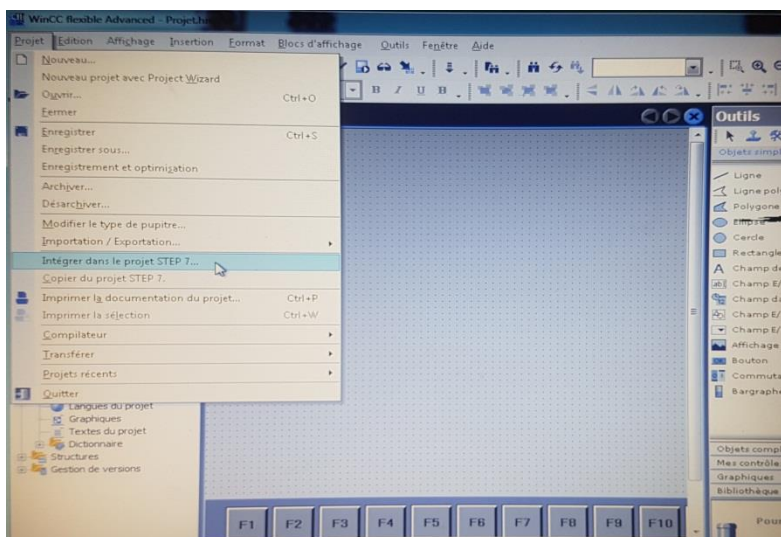 WinCC flexible Advanced - Projet.h
Projet Edition Affichage Insertion Format Blocs d'affichage Outils Fenêtre Aide
Nouveau...
Nouveau projet avec Project Wizard
Ouvrir... Ctrl+O
Fermer
Enregistrer Ctrl+S
Enregistrer sous...
Enregistrement et optimisation
Archiver...
Désarchiver...
Modifier le type de pupitre...
Importation / Exportation...
Intégrer dans le projet STEP 7...
Copier du projet STEP 7.
Imprimer la documentation du projet... Ctrl+P
Imprimer la sélection Ctrl+W
Compilateur
Transférer
Projets récents
Quitter
Langues du projet
Graphiques
Textes du projet
Dictionnaire
Structures
Gestion de versions
B I U B
F1 F2 F3 F4 F5 F6 F7 F8 F9 F10
Outils
Objets simpl
Ligne
Ligne pol
Polygone
Ellipse
Cercle
Rectangle
A Champ de
Champ E/
Champ da
Champ E/
Champ E/
Affichage
Bouton
Commuta
Bargraphe
Objets compl
Mes contrôle
Graphiques
Bibliothèque
Pour